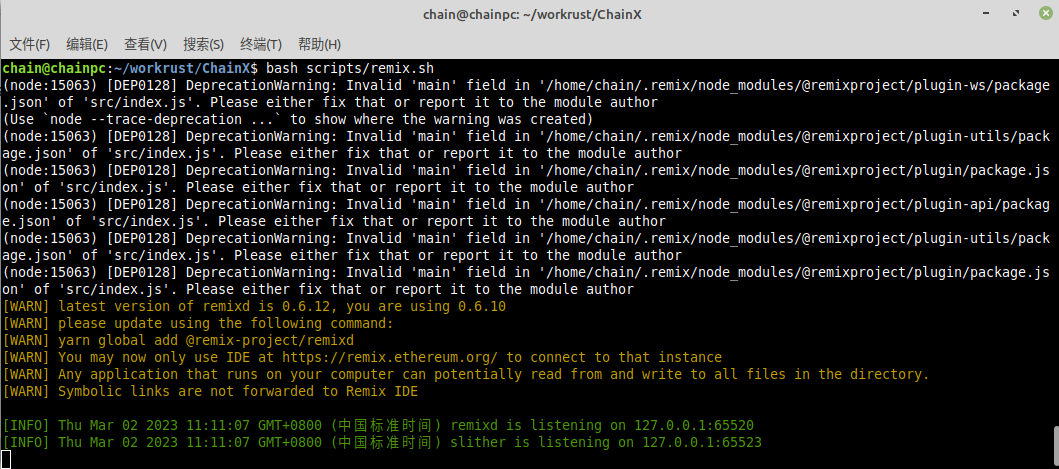 chain@chainpc: ~/workrust/ChainX
文件(F) 编辑(E) 查看(V) 搜索(S) 终端(T) 帮助(H)
chain@chainpc:~/workrust/ChainX$ bash scripts/remix.sh
(node:15063) [DEP0128] DeprecationWarning: Invalid 'main' field in '/home/chain/.remix/node_modules/@remixproject/plugin-ws/package
.json' of 'src/index.js'. Please either fix that or report it to the module author
(Use `node --trace-deprecation ...` to show where the warning was created)
(node:15063) [DEP0128] DeprecationWarning: Invalid 'main' field in '/home/chain/.remix/node_modules/@remixproject/plugin-utils/pack
age.json' of 'src/index.js'. Please either fix that or report it to the module author
(node:15063) [DEP0128] DeprecationWarning: Invalid 'main' field in '/home/chain/.remix/node_modules/@remixproject/plugin/package.js
on' of 'src/index.js'. Please either fix that or report it to the module author
(node:15063) [DEP0128] DeprecationWarning: Invalid 'main' field in '/home/chain/.remix/node_modules/@remixproject/plugin-api/packag
e.json' of 'src/index.js'. Please either fix that or report it to the module author
(node:15063) [DEP0128] DeprecationWarning: Invalid 'main' field in '/home/chain/.remix/node_modules/@remixproject/plugin-utils/pack
age.json' of 'src/index.js'. Please either fix that or report it to the module author
(node:15063) [DEP0128] DeprecationWarning: Invalid 'main' field in '/home/chain/.remix/node_modules/@remixproject/plugin/package.js
on' of 'src/index.js'. Please either fix that or report it to the module author
[WARN] latest version of remixd is 0.6.12, you are using 0.6.10
[WARN] please update using the following command:
[WARN] yarn global add @remix-project/remixd
[WARN] You may now only use IDE at https://remix.ethereum.org/ to connect to that instance
[WARN] Any application that runs on your computer can potentially read from and write to all files in the directory.
[WARN] Symbolic links are not forwarded to Remix IDE
[INFO] Thu Mar 02 2023 11:11:07 GMT+0800 (中国标准时间) remixd is listening on 127.0.0.1:65520
[INFO] Thu Mar 02 2023 11:11:07 GMT+0800 (中国标准时间) slither is listening on 127.0.0.1:65523